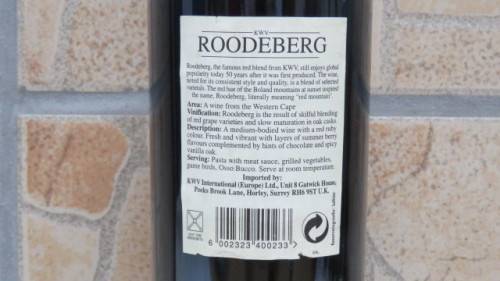 KWV
ROODEBERG
Roodeberg, the famous red blend from KWV, still enjoys global
popularity today 50 years after it was first produced. The wine,
noted for its consistent style and quality, is a blend of selected
varietals. The red hue of the Boland mountains at sunset inspired
the name, Roodeberg, literally meaning "red mountain".
Area: A wine from the Western Cape
Vinification: Roodeberg is the result of skilful blending
of red grape varieties and slow maturation in oak casks
Description: A medium-bodied wine with a red ruby
colour. Fresh and vibrant with layers of summer berry
flavours complemented by hints of chocolate and spicy
vanilla oak.
Serving: Pasta with meat sauce, grilled vegetables,
game birds, Osso Bucco. Serve at room temperature.
Imported by:
KWV International (Europe) Ltd., Unit 8 Gatwick House,
Peeks Brook Lane, Horley, Surrey RH6 9ST U.K.
6 002323 400233